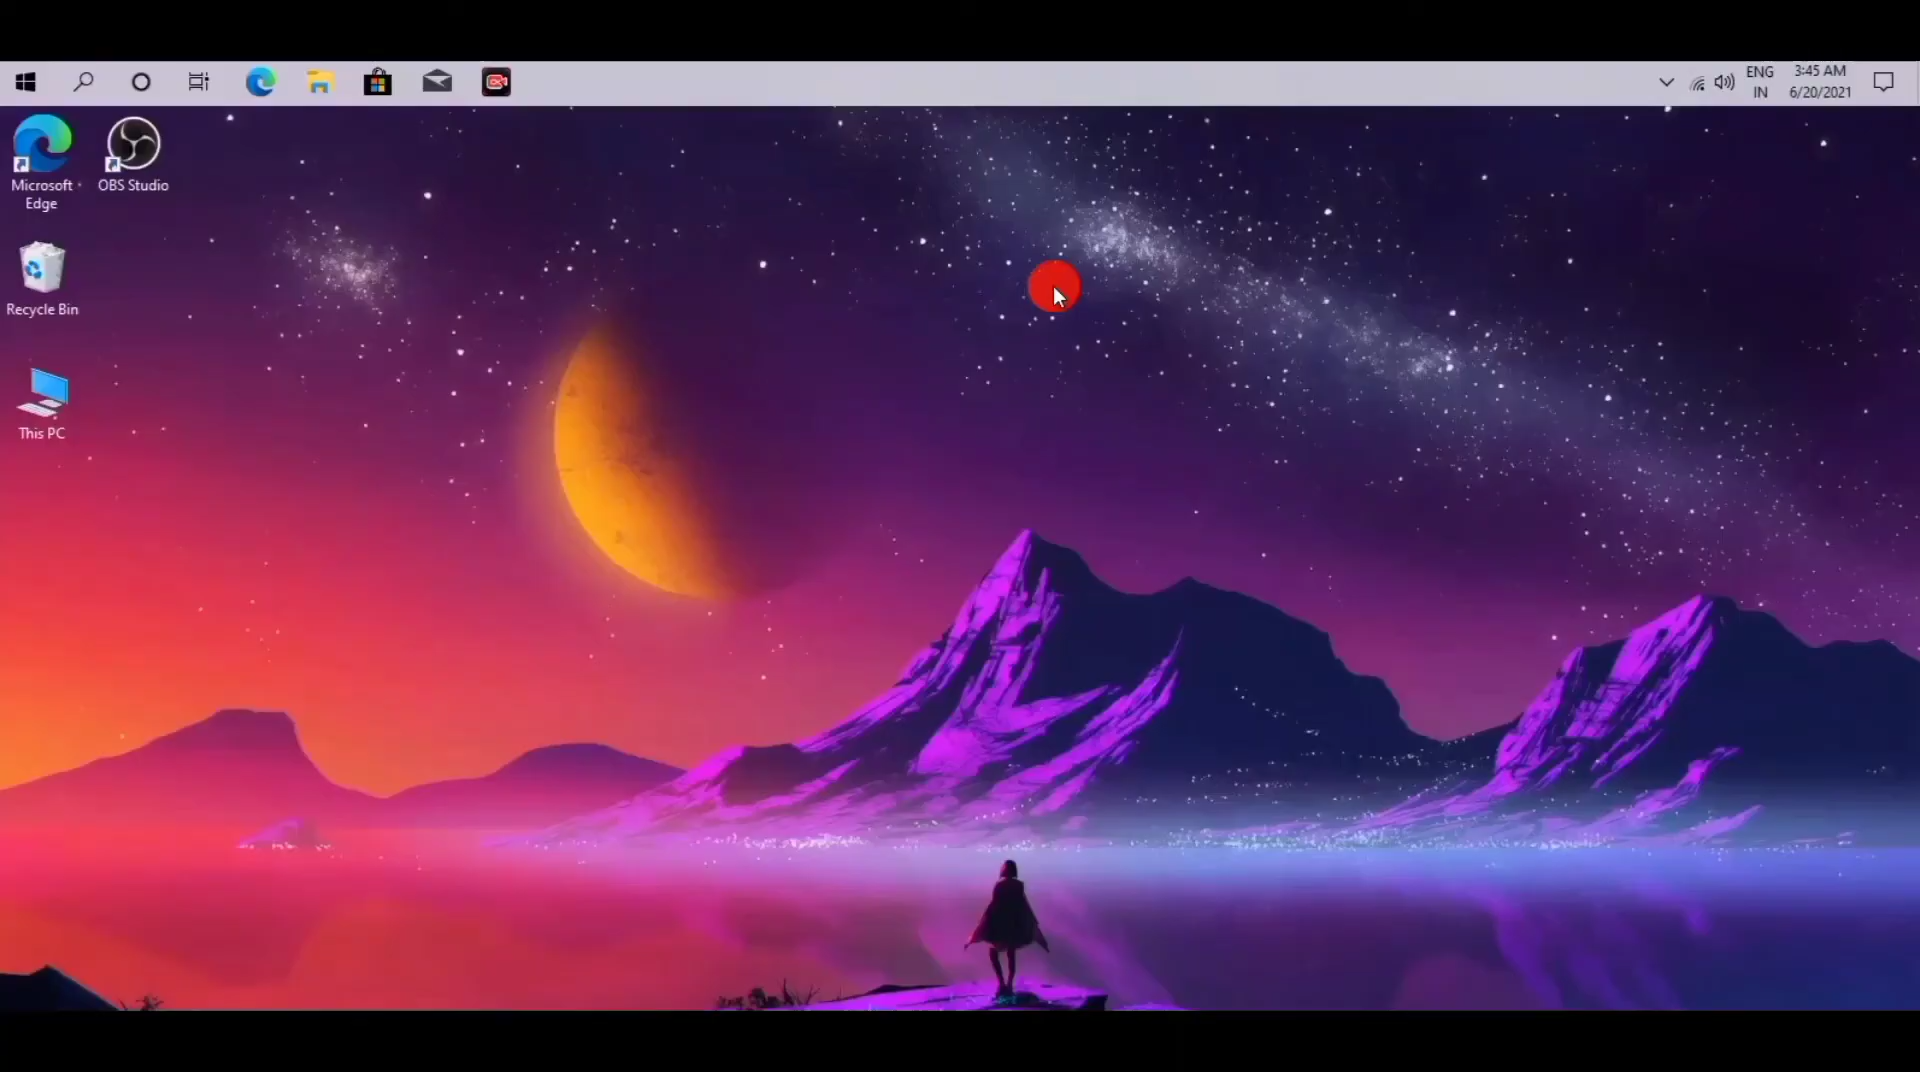 ENG
IN
3:45 AM
6/20/2021
Microsoft
Edge
OBS Studio
Recycle Bin
This PC